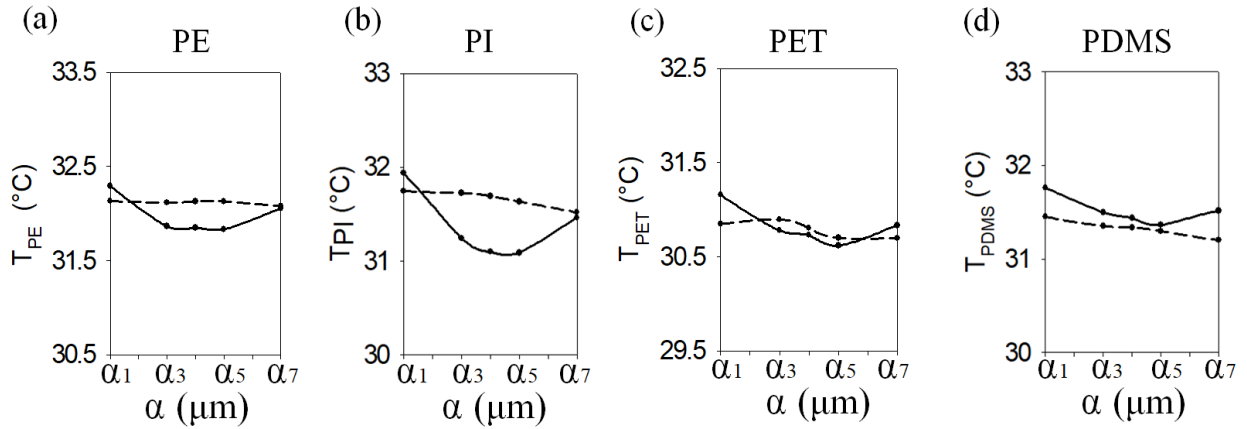 (a)
PE
33.5
32.5
31.5
30.5
T_PE (°C)
α1 α3 α5 α7
α (μm)
(b)
PI
33
32
31
30
TPI (°C)
α1 α3 α5 α7
α (μm)
(c)
PET
32.5
31.5
30.5
29.5
T_PET (°C)
α1 α3 α5 α7
α (μm)
(d)
PDMS
33
32
31
30
T_PDMS (°C)
α1 α3 α5 α7
α (μm)